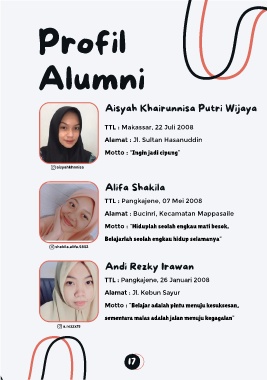 Profil
Alumni
Aisyah Khairunnisa Putri Wijaya
TTL : Makassar, 22 Juli 2008
Alamat : Jl. Sultan Hasanuddin
Motto : "Ingin jadi cipung"
Alifa Shakila
TTL : Pangkajene, 07 Mei 2008
Alamat : Bucinri, Kecamatan Mappasaile
Motto : "Hiduplah seolah engkau mati besok,
Belajarlah seolah engkau hidup selamanya"
Andi Rezky Irawan
TTL : Pangkajene, 26 Januari 2008
Alamat : Jl. Kebun Sayur
Motto : "Belajar adalah pintu menuju kesuksesan,
sementara malas adalah jalan menuju kegagalan"
17